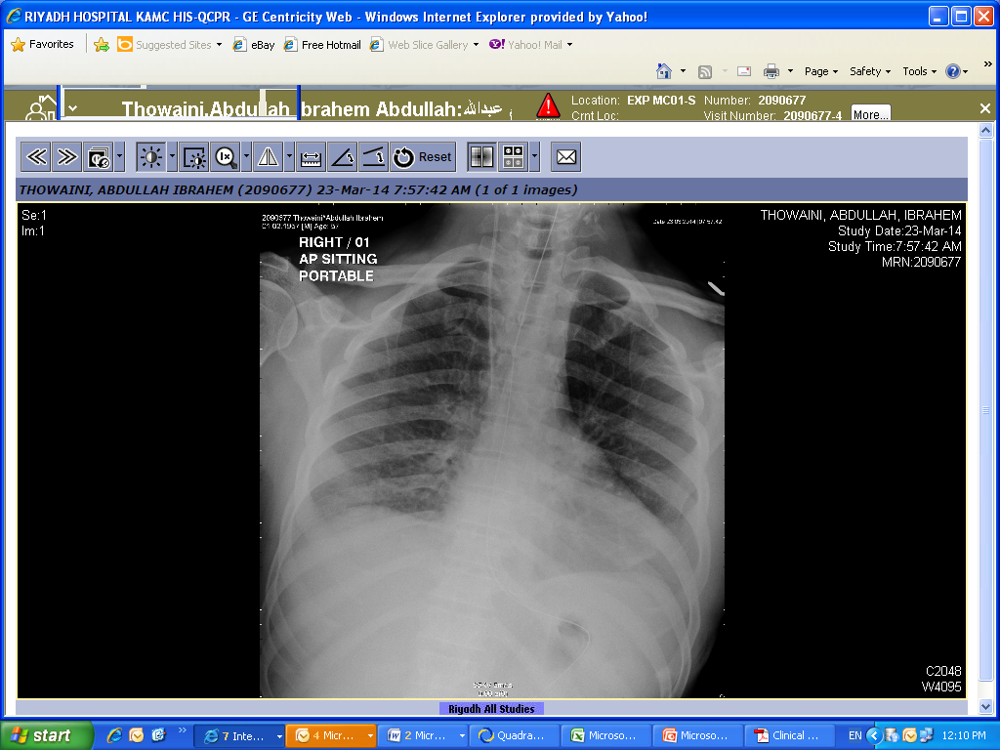 RIYADH HOSPITAL KAMC HIS-QCPR - GE Centricity Web - Windows Internet Explorer provided by Yahoo!
Favorites Suggested Sites eBay Free Hotmail Web Slice Gallery Yahoo! Mail
Page Safety Tools
Thowaini,Abdullah Ibrahem Abdullah:عبدالله
Location: EXP MC01-S Number: 2090677
Crnt Loc: Visit Number: 2090677-4 More...
Reset
THOWAINI, ABDULLAH IBRAHEM (2090677) 23-Mar-14 7:57:42 AM (1 of 1 images)
Se:1
Im:1
2090677 Thowaini^Abdullah Ibrahem
RIGHT / 01
AP SITTING
PORTABLE
THOWAINI, ABDULLAH, IBRAHEM
Study Date:23-Mar-14
Study Time:7:57:42 AM
MRN:2090677
C2048
W4095
Riyadh All Studies
start 7 Inte... 4 Micr... 2 Micr... Quadra... Microso... Microso... Clinical ... EN 12:10 PM